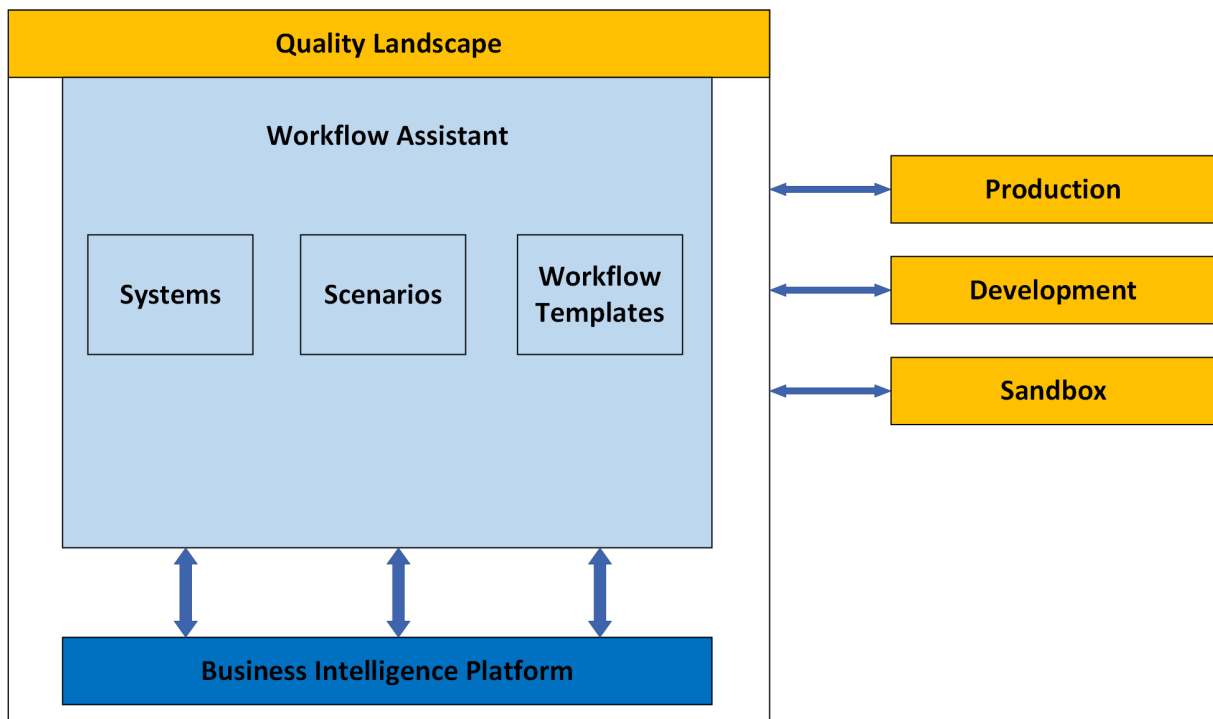 Quality Landscape
Workflow Assistant
Systems
Scenarios
Workflow
Templates
Business Intelligence Platform
Production
Development
Sandbox